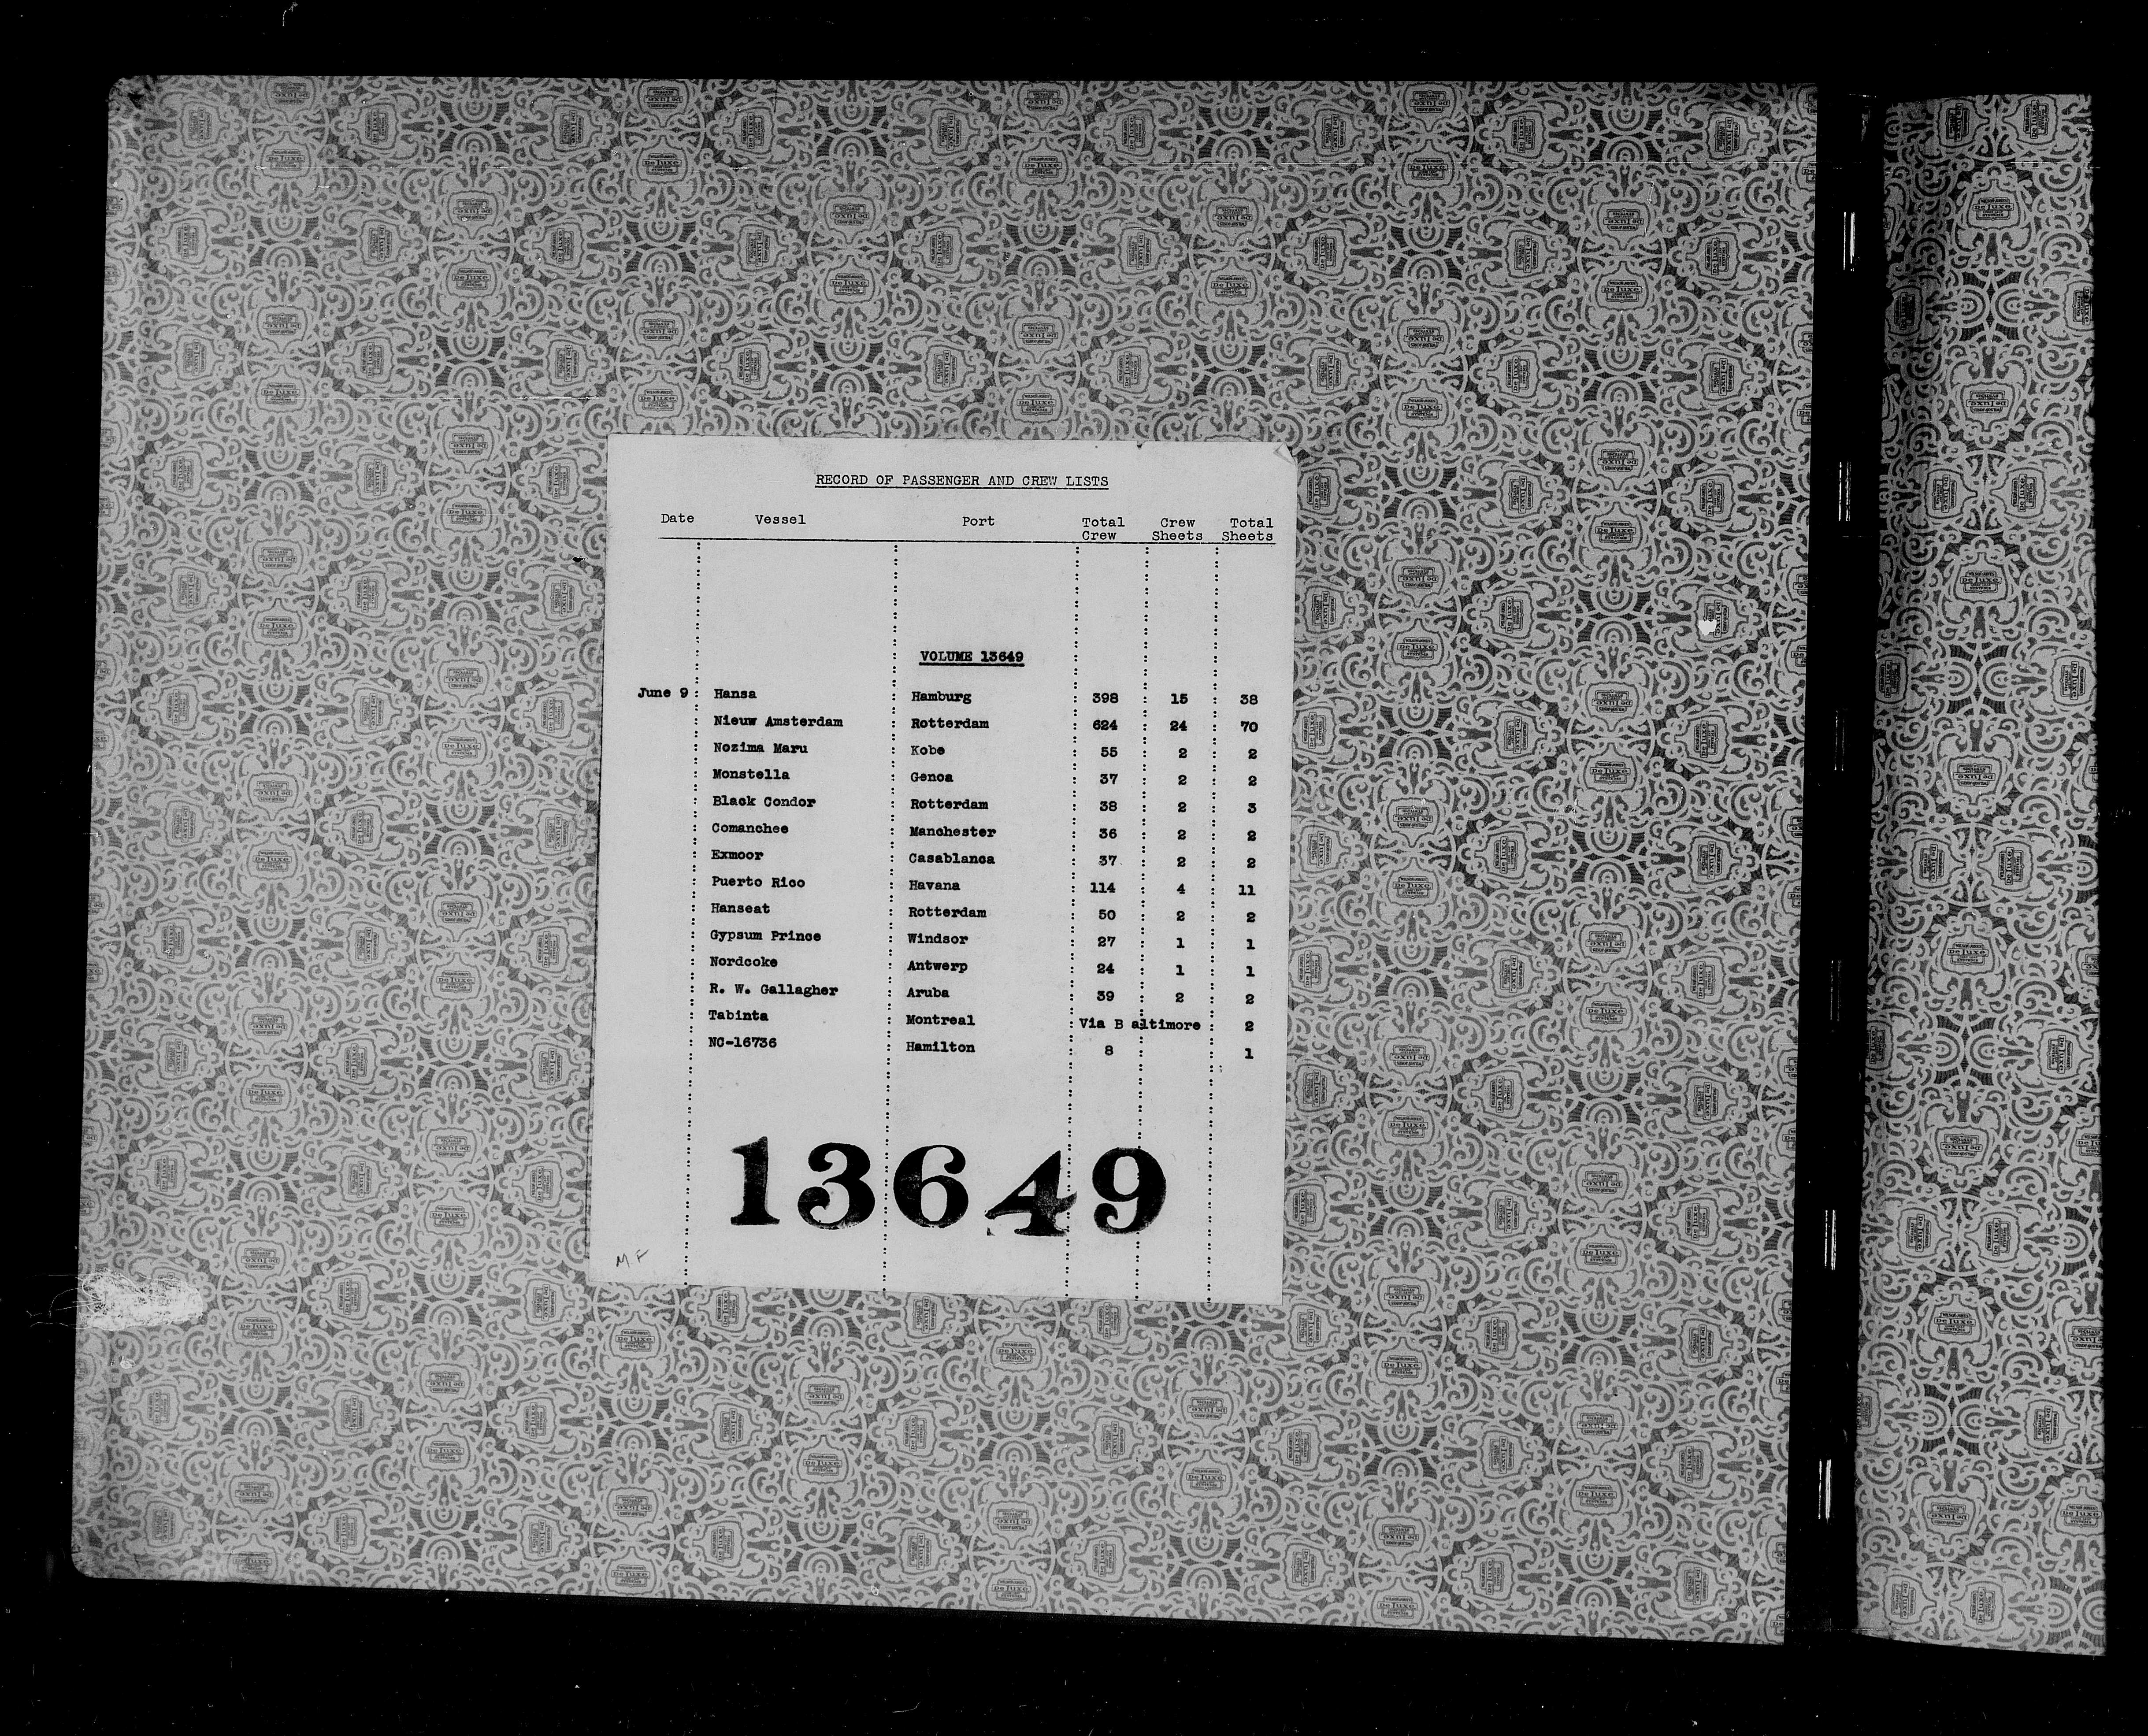 RECORD OF PASSENGER AND CREW LISTS
Date Vessel Port Total Crew Total
Crew Sheets Sheets
VOLUME 13649
June 9 : Hansa : Hamburg : 398 : 15 : 38
: Nieuw Amsterdam : Rotterdam : 624 : 24 : 70
: Nozima Maru : Kobe : 55 : 2 : 2
: Monstella : Genoa : 37 : 2 : 2
: Black Condor : Rotterdam : 38 : 2 : 3
: Comanchee : Manchester : 36 : 2 : 2
: Exmoor : Casablanca : 37 : 2 : 2
: Puerto Rico : Havana : 114 : 4 : 11
: Hanseat : Rotterdam : 50 : 2 : 2
: Gypsum Prince : Windsor : 27 : 1 : 1
: Nordcoke : Antwerp : 24 : 1 : 1
: R. W. Gallagher : Aruba : 39 : 2 : 2
: Tabinta : Montreal : Via B altimore : 2
: NC-16736 : Hamilton : 8 : : 1
13649
M F
De Luxe